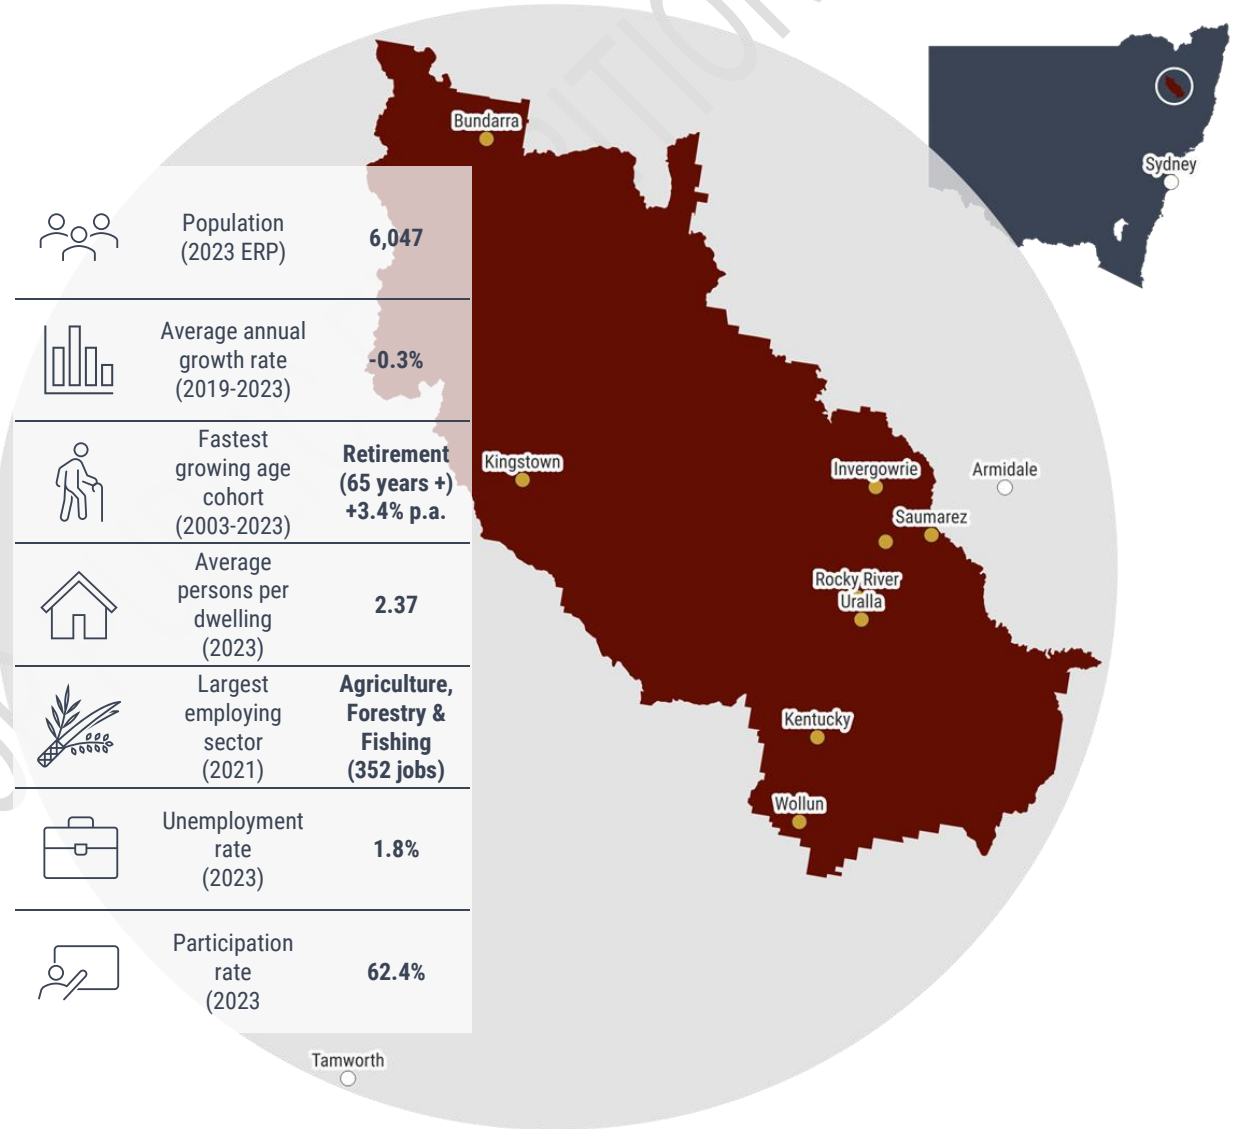 Bundarra
Sydney
Population
(2023 ERP)
6,047
Average annual
growth rate
(2019-2023)
-0.3%
Fastest
growing age
cohort
(2003-2023)
Retirement
(65 years +)
+3.4% p.a.
Kingstown
Invergowrie
Armidale
Saumarez
Average
persons per
dwelling
(2023)
2.37
Rocky River
Uralla
Largest
employing
sector
(2021)
Agriculture,
Forestry &
Fishing
(352 jobs)
Kentucky
Wollun
Unemployment
rate
(2023)
1.8%
Participation
rate
(2023
62.4%
Tamworth